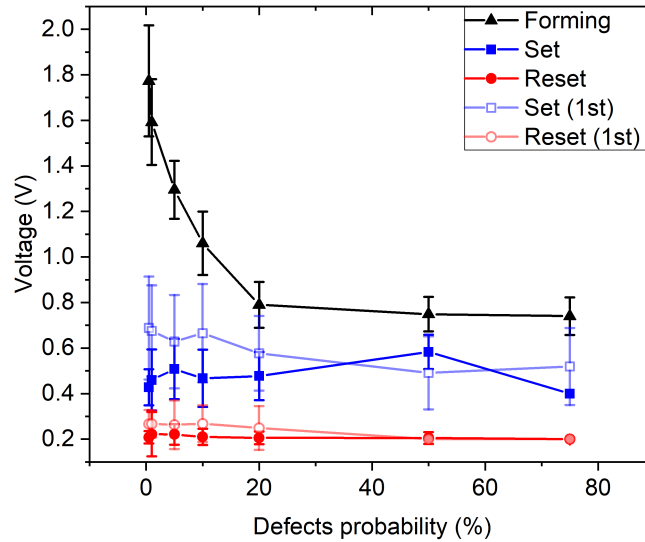 Forming
Set
Reset
Set (1st)
Reset (1st)
2.0
1.8
1.6
1.4
1.2
1.0
0.8
0.6
0.4
0.2
Voltage (V)
0 20 40 60 80
Defects probability (%)